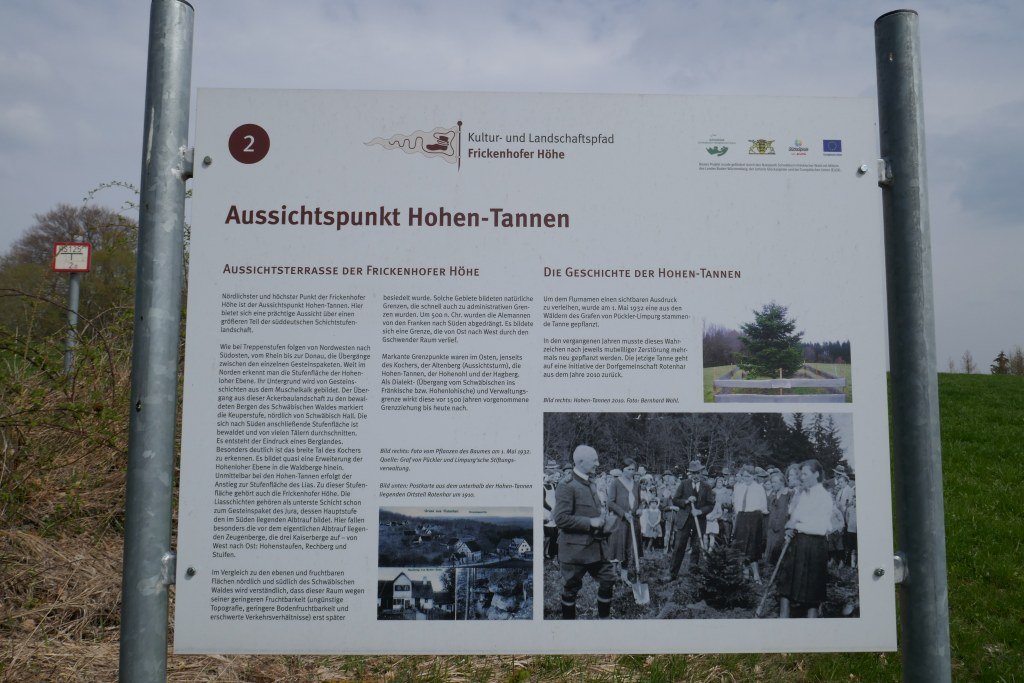 2
Kultur- und Landschaftspfad
Frickenhofer Höhe
Aussichtspunkt Hohen-Tannen
Aussichtsterrasse der Frickenhofer Höhe
Nördlichster und höchster Punkt der Frickenhofer
Höhe ist der Aussichtspunkt Hohen-Tannen. Hier
bietet sich eine prächtige Aussicht über einen
größeren Teil der süddeutschen Schichtstufen-
landschaft.
Wie bei Treppenstufen folgen von Nordwesten nach
Südosten, vom Rhein bis zur Donau, die Übergänge
zwischen den einzelnen Gesteinspaketen. Weit im
Norden erkennt man die Stufenfläche der Hohen-
loher Ebene. Ihr Untergrund wird von Gesteins-
schichten aus dem Muschelkalk gebildet. Der Über-
gang aus dieser Ackerbaulandschaft zu den bewal-
deten Bergen des Schwäbischen Waldes markiert
die Keuperstufe, nördlich von Schwäbisch Hall. Die
sich nach Süden anschließende Stufenfläche ist
bewaldet und von vielen Tälern durchschnitten.
Es entsteht der Eindruck eines Berglandes.
Besonders deutlich ist das breite Tal des Kochers
zu erkennen. Es bildet quasi eine Erweiterung der
Hohenloher Ebene in die Waldberge hinein.
Unmittelbar bei den Hohen-Tannen erfolgt der
Anstieg zur Stufenfläche des Lias. Zu dieser Stufen-
fläche gehört auch die Frickenhofer Höhe. Die
Liasschichten gehören als unterste Schicht schon
zum Gesteinspaket des Jura, dessen Hauptstufe
den im Süden liegenden Albtrauf bildet. Hier fallen
besonders die vor dem eigentlichen Albtrauf liegen-
den Zeugenberge, die drei Kaiserberge auf – von
West nach Ost: Hohenstaufen, Rechberg und
Stuifen.
Im Vergleich zu den ebenen und fruchtbaren
Flächen nördlich und südlich des Schwäbischen
Waldes wird verständlich, dass dieser Raum wegen
seiner geringeren Fruchtbarkeit (ungünstige
Topografie, geringere Bodenfruchtbarkeit und
erschwerte Verkehrsverhältnisse) erst später
besiedelt wurde. Solche Gebiete bildeten natürliche
Grenzen, die schnell auch zu administrativen Gren-
zen wurden. Um 500 n. Chr. wurden die Alemannen
von den Franken nach Süden abgedrängt. Es bildete
sich eine Grenze, die von Ost nach West durch den
Gschwender Raum verlief.
Markante Grenzpunkte waren im Osten, jenseits
des Kochers, der Altenberg (Aussichtsturm), die
Hohen-Tannen, der Hohenohl und der Hagberg.
Als Dialekt- (Übergang vom Schwäbischen ins
Fränkische bzw. Hohenlohische) und Verwaltungs-
grenze wirkt diese vor 1500 Jahren vorgenommene
Grenzziehung bis heute nach.
Bild rechts: Foto vom Pflanzen des Baumes am 1. Mai 1932.
Quelle: Graf von Pückler und Limpurg'sche Stiftungs-
verwaltung.
Bild unten: Postkarte aus dem unterhalb der Hohen-Tannen
liegenden Ortsteil Rotenhar um 1910.
Die Geschichte der Hohen-Tannen
Um dem Flurnamen einen sichtbaren Ausdruck
zu verleihen, wurde am 1. Mai 1932 eine aus den
Wäldern des Grafen von Pückler-Limpurg stammen-
de Tanne gepflanzt.
In den vergangenen Jahren musste dieses Wahr-
zeichen nach jeweils mutwilliger Zerstörung mehr-
mals neu gepflanzt werden. Die jetzige Tanne geht
auf eine Initiative der Dorfgemeinschaft Rotenhar
aus dem Jahre 2010 zurück.
Bild rechts: Hohen-Tannen 2010. Foto: Bernhard Wahl.